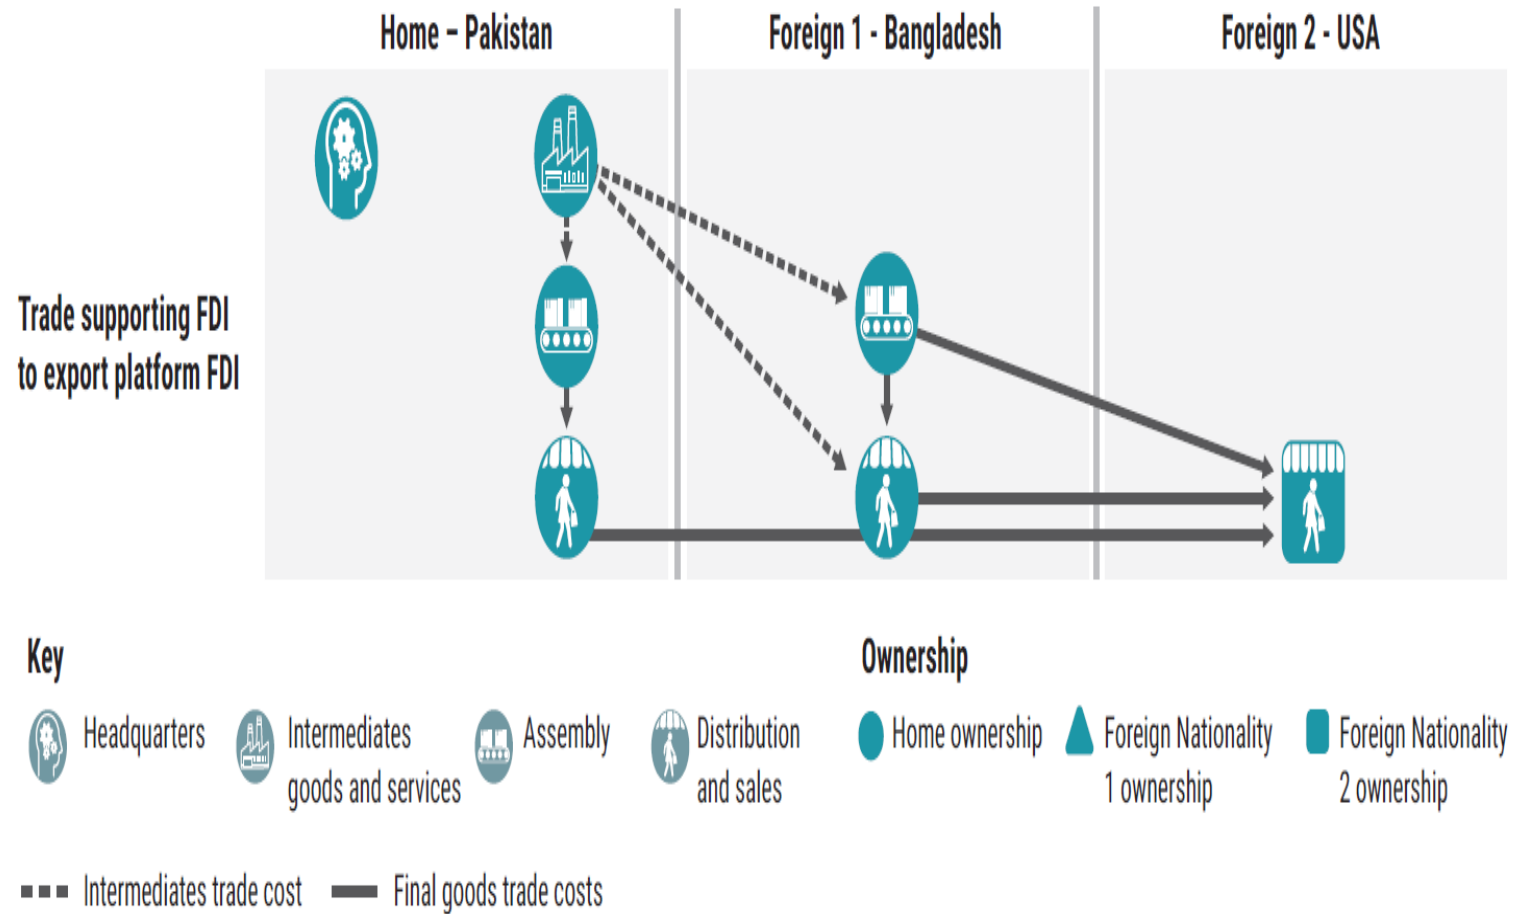 Home – Pakistan
Foreign 1 - Bangladesh
Foreign 2 - USA
Trade supporting FDI
to export platform FDI
Key
Ownership
Headquarters
Intermediates
goods and services
Assembly
Distribution
and sales
Home ownership
Foreign Nationality
1 ownership
Foreign Nationality
2 ownership
Intermediates trade cost
Final goods trade costs